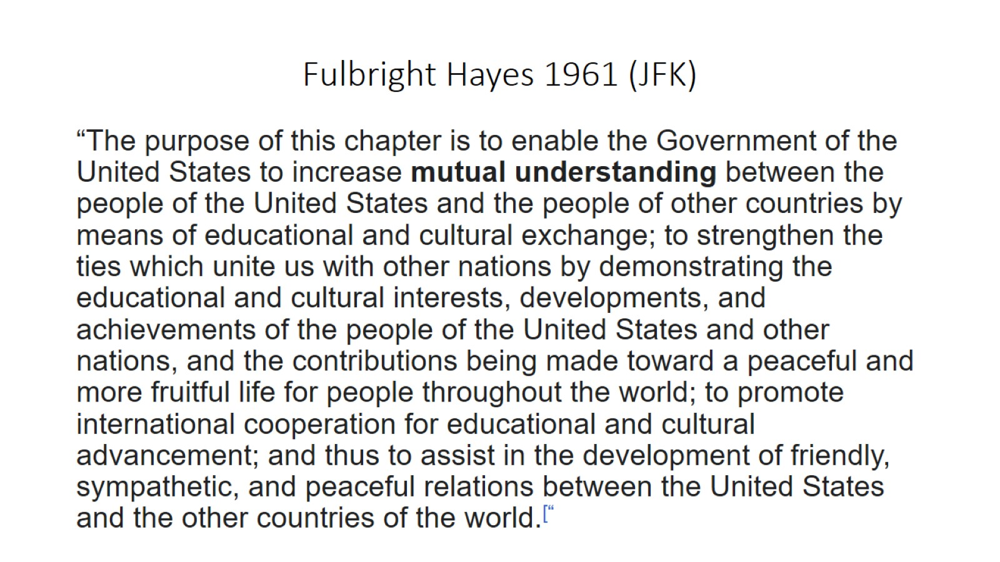 Fulbright Hayes 1961 (JFK)
“The purpose of this chapter is to enable the Government of the
United States to increase mutual understanding between the
people of the United States and the people of other countries by
means of educational and cultural exchange; to strengthen the
ties which unite us with other nations by demonstrating the
educational and cultural interests, developments, and
achievements of the people of the United States and other
nations, and the contributions being made toward a peaceful and
more fruitful life for people throughout the world; to promote
international cooperation for educational and cultural
advancement; and thus to assist in the development of friendly,
sympathetic, and peaceful relations between the United States
and the other countries of the world.[“